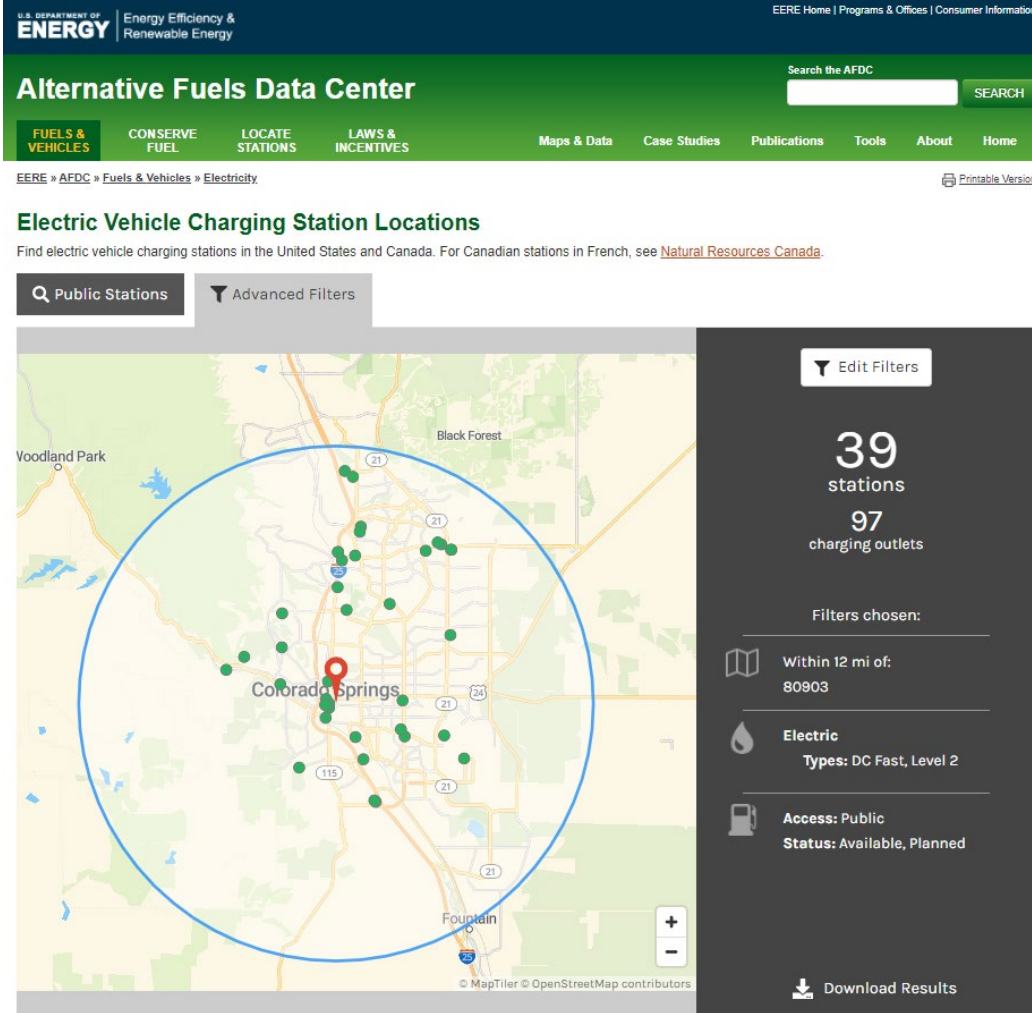 U.S. DEPARTMENT OF
ENERGY
Energy Efficiency &
Renewable Energy
EERE Home | Programs & Offices | Consumer Information
Alternative Fuels Data Center
Search the AFDC
SEARCH
FUELS & VEHICLES
CONSERVE FUEL
LOCATE STATIONS
LAWS & INCENTIVES
Maps & Data
Case Studies
Publications
Tools
About
Home
EERE » AFDC » Fuels & Vehicles » Electricity
Printable Version
Electric Vehicle Charging Station Locations
Find electric vehicle charging stations in the United States and Canada. For Canadian stations in French, see Natural Resources Canada.
Public Stations
Advanced Filters
Black Forest
Woodland Park
21
21
25
Colorado Springs
24
21
115
21
21
Fountain
25
+
−
© MapTiler © OpenStreetMap contributors
Edit Filters
39
stations
97
charging outlets
Filters chosen:
Within 12 mi of:
80903
Electric
Types: DC Fast, Level 2
Access: Public
Status: Available, Planned
Download Results